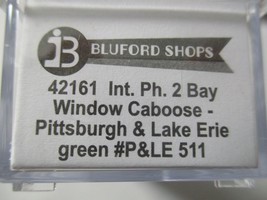 JB BLUFORD SHOPS
42161 Int. Ph. 2 Bay
Window Caboose -
Pittsburgh & Lake Erie
green #P&LE 511